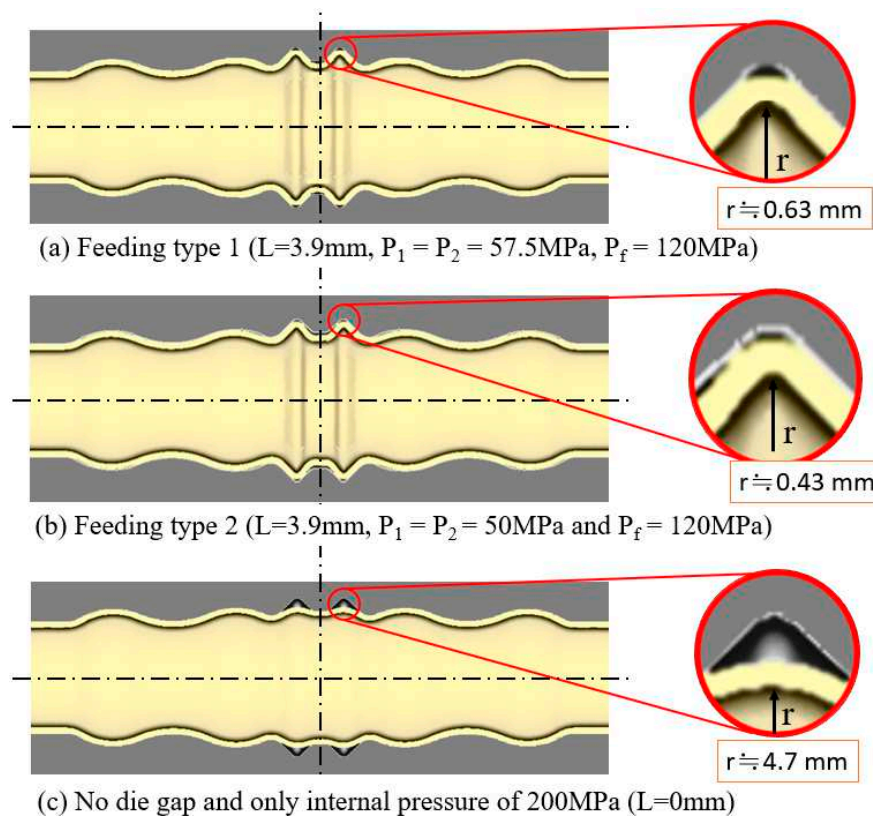 r
r≒0.63 mm
(a) Feeding type 1 (L=3.9mm, P₁ = P₂ = 57.5MPa, P_f = 120MPa)
r
r≒0.43 mm
(b) Feeding type 2 (L=3.9mm, P₁ = P₂ = 50MPa and P_f = 120MPa)
r
r≒4.7 mm
(c) No die gap and only internal pressure of 200MPa (L=0mm)